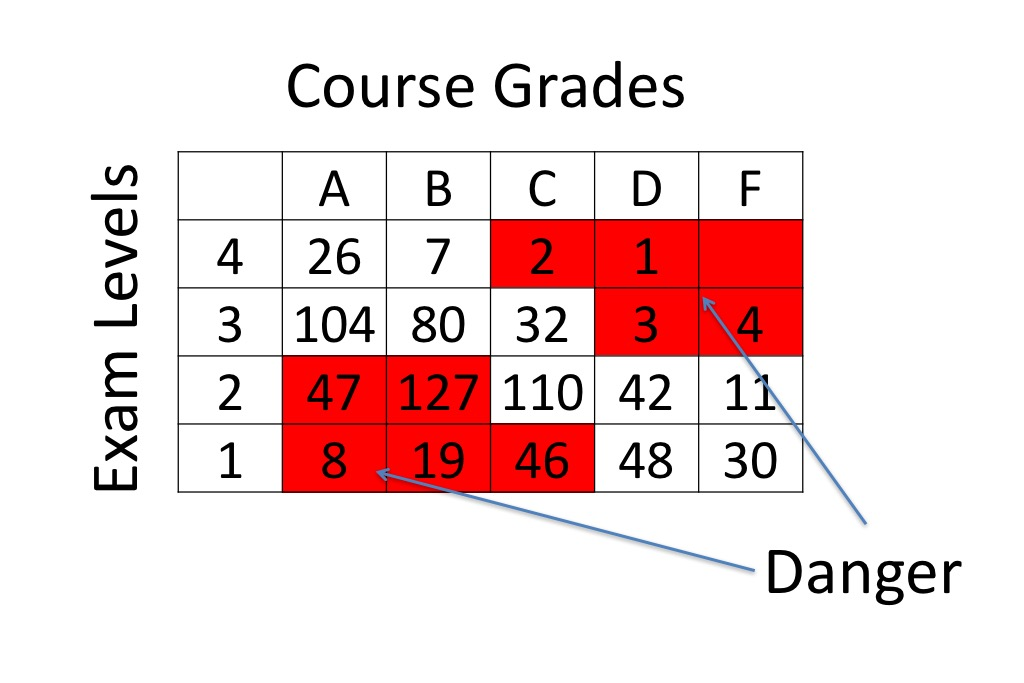 Course Grades
Exam Levels
A B C D F
4 26 7 2 1
3 104 80 32 3 4
2 47 127 110 42 11
1 8 19 46 48 30
Danger